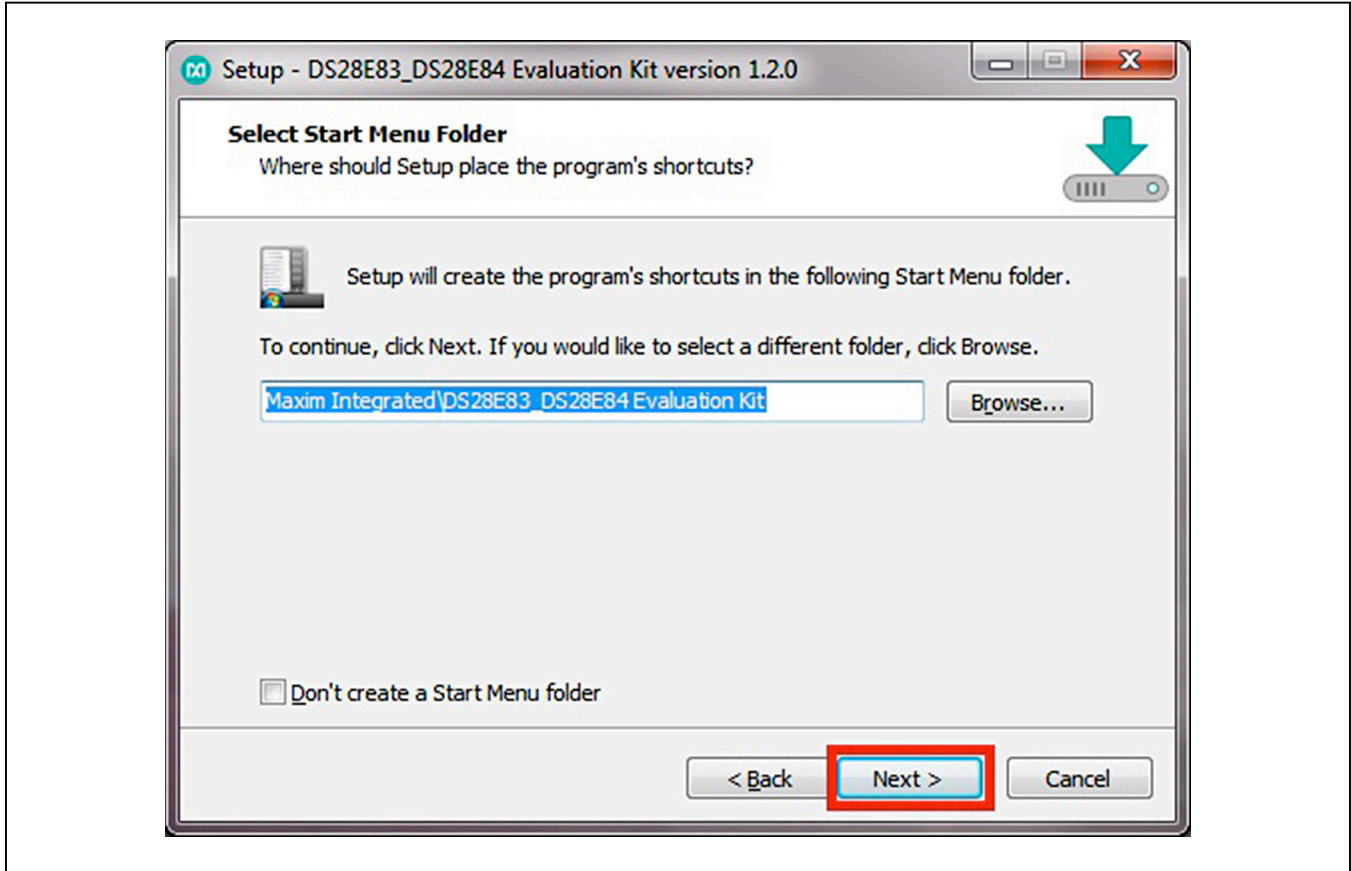 Setup - DS28E83_DS28E84 Evaluation Kit version 1.2.0
Select Start Menu Folder
Where should Setup place the program's shortcuts?
Setup will create the program's shortcuts in the following Start Menu folder.
To continue, click Next. If you would like to select a different folder, click Browse.
Maxim Integrated\DS28E83_DS28E84 Evaluation Kit
Browse...
Don't create a Start Menu folder
< Back
Next >
Cancel